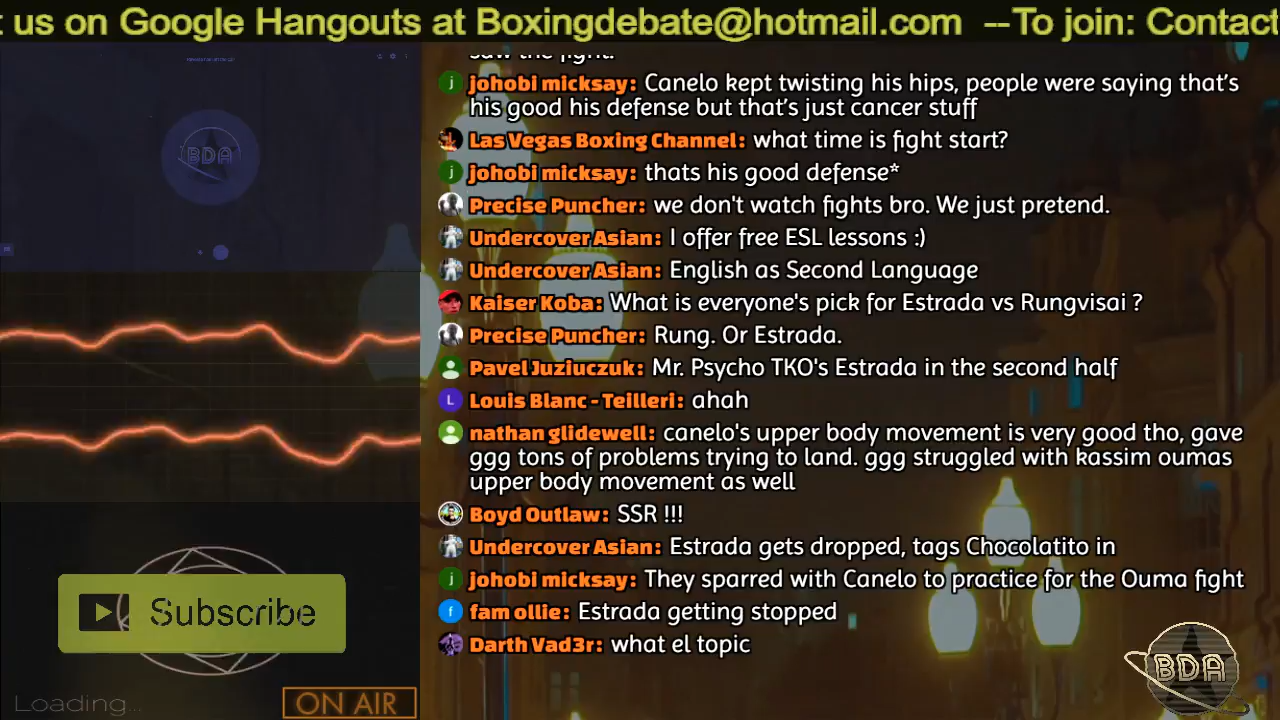 t us on Google Hangouts at Boxingdebate@hotmail.com --To join: Contact
saw the fight.
johobi micksay: Canelo kept twisting his hips, people were saying that's
his good his defense but that's just cancer stuff
Las Vegas Boxing Channel: what time is fight start?
johobi micksay: thats his good defense*
Precise Puncher: we don't watch fights bro. We just pretend.
Undercover Asian: I offer free ESL lessons :)
Undercover Asian: English as Second Language
Kaiser Koba: What is everyone's pick for Estrada vs Rungvisai ?
Precise Puncher: Rung. Or Estrada.
Pavel Juziuczuk: Mr. Psycho TKO's Estrada in the second half
Louis Blanc - Teilleri: ahah
nathan glidewell: canelo's upper body movement is very good tho, gave
ggg tons of problems trying to land. ggg struggled with kassim oumas
upper body movement as well
Boyd Outlaw: SSR !!!
Undercover Asian: Estrada gets dropped, tags Chocolatito in
johobi micksay: They sparred with Canelo to practice for the Ouma fight
fam ollie: Estrada getting stopped
Darth Vad3r: what el topic
BDA
Subscribe
Loading...
ON AIR
BDA